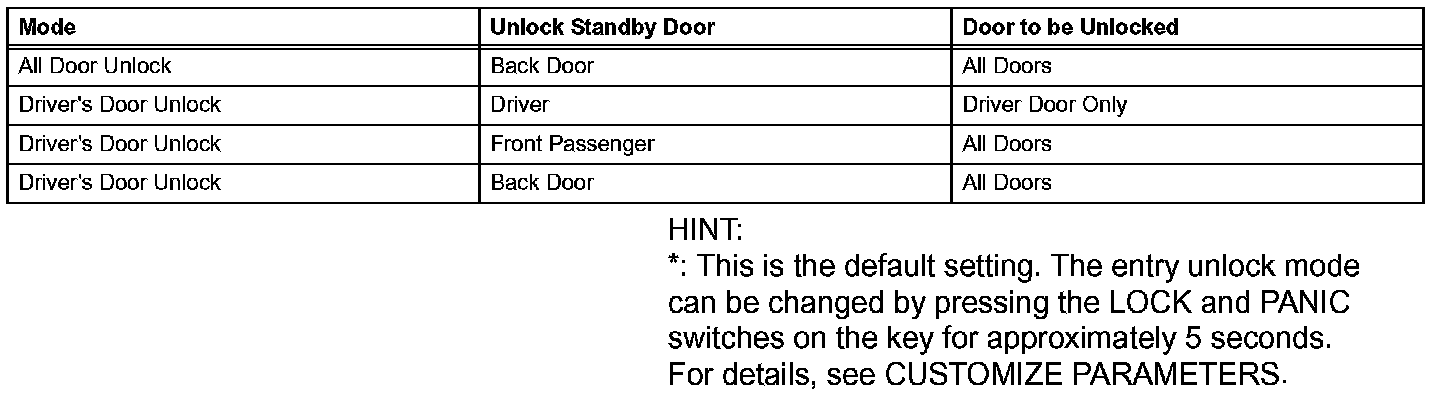 Mode Unlock Standby Door Door to be Unlocked
All Door Unlock Back Door All Doors
Driver's Door Unlock Driver Driver Door Only
Driver's Door Unlock Front Passenger All Doors
Driver's Door Unlock Back Door All Doors
HINT:
*: This is the default setting. The entry unlock mode
can be changed by pressing the LOCK and PANIC
switches on the key for approximately 5 seconds.
For details, see CUSTOMIZE PARAMETERS.